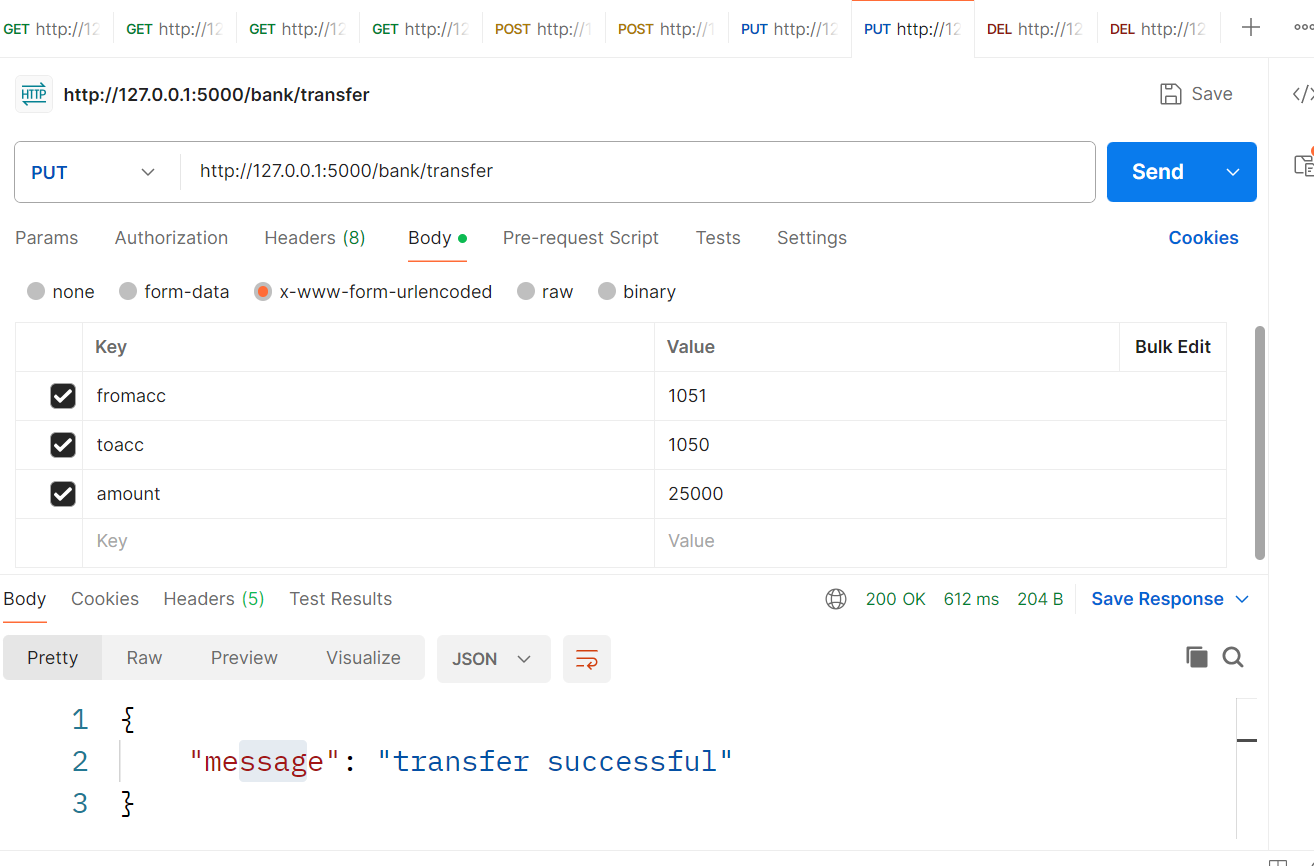 GET http://12 GET http://12 GET http://12 GET http://12 POST http://1 POST http://1 PUT http://12 PUT http://12 DEL http://12 DEL http://12
HTTP http://127.0.0.1:5000/bank/transfer Save
PUT http://127.0.0.1:5000/bank/transfer Send
Params Authorization Headers (8) Body Pre-request Script Tests Settings Cookies
none form-data x-www-form-urlencoded raw binary
Key Value Bulk Edit
fromacc 1051
toacc 1050
amount 25000
Key Value
Body Cookies Headers (5) Test Results 200 OK 612 ms 204 B Save Response
Pretty Raw Preview Visualize JSON
1 {
2 "message": "transfer successful"
3 }